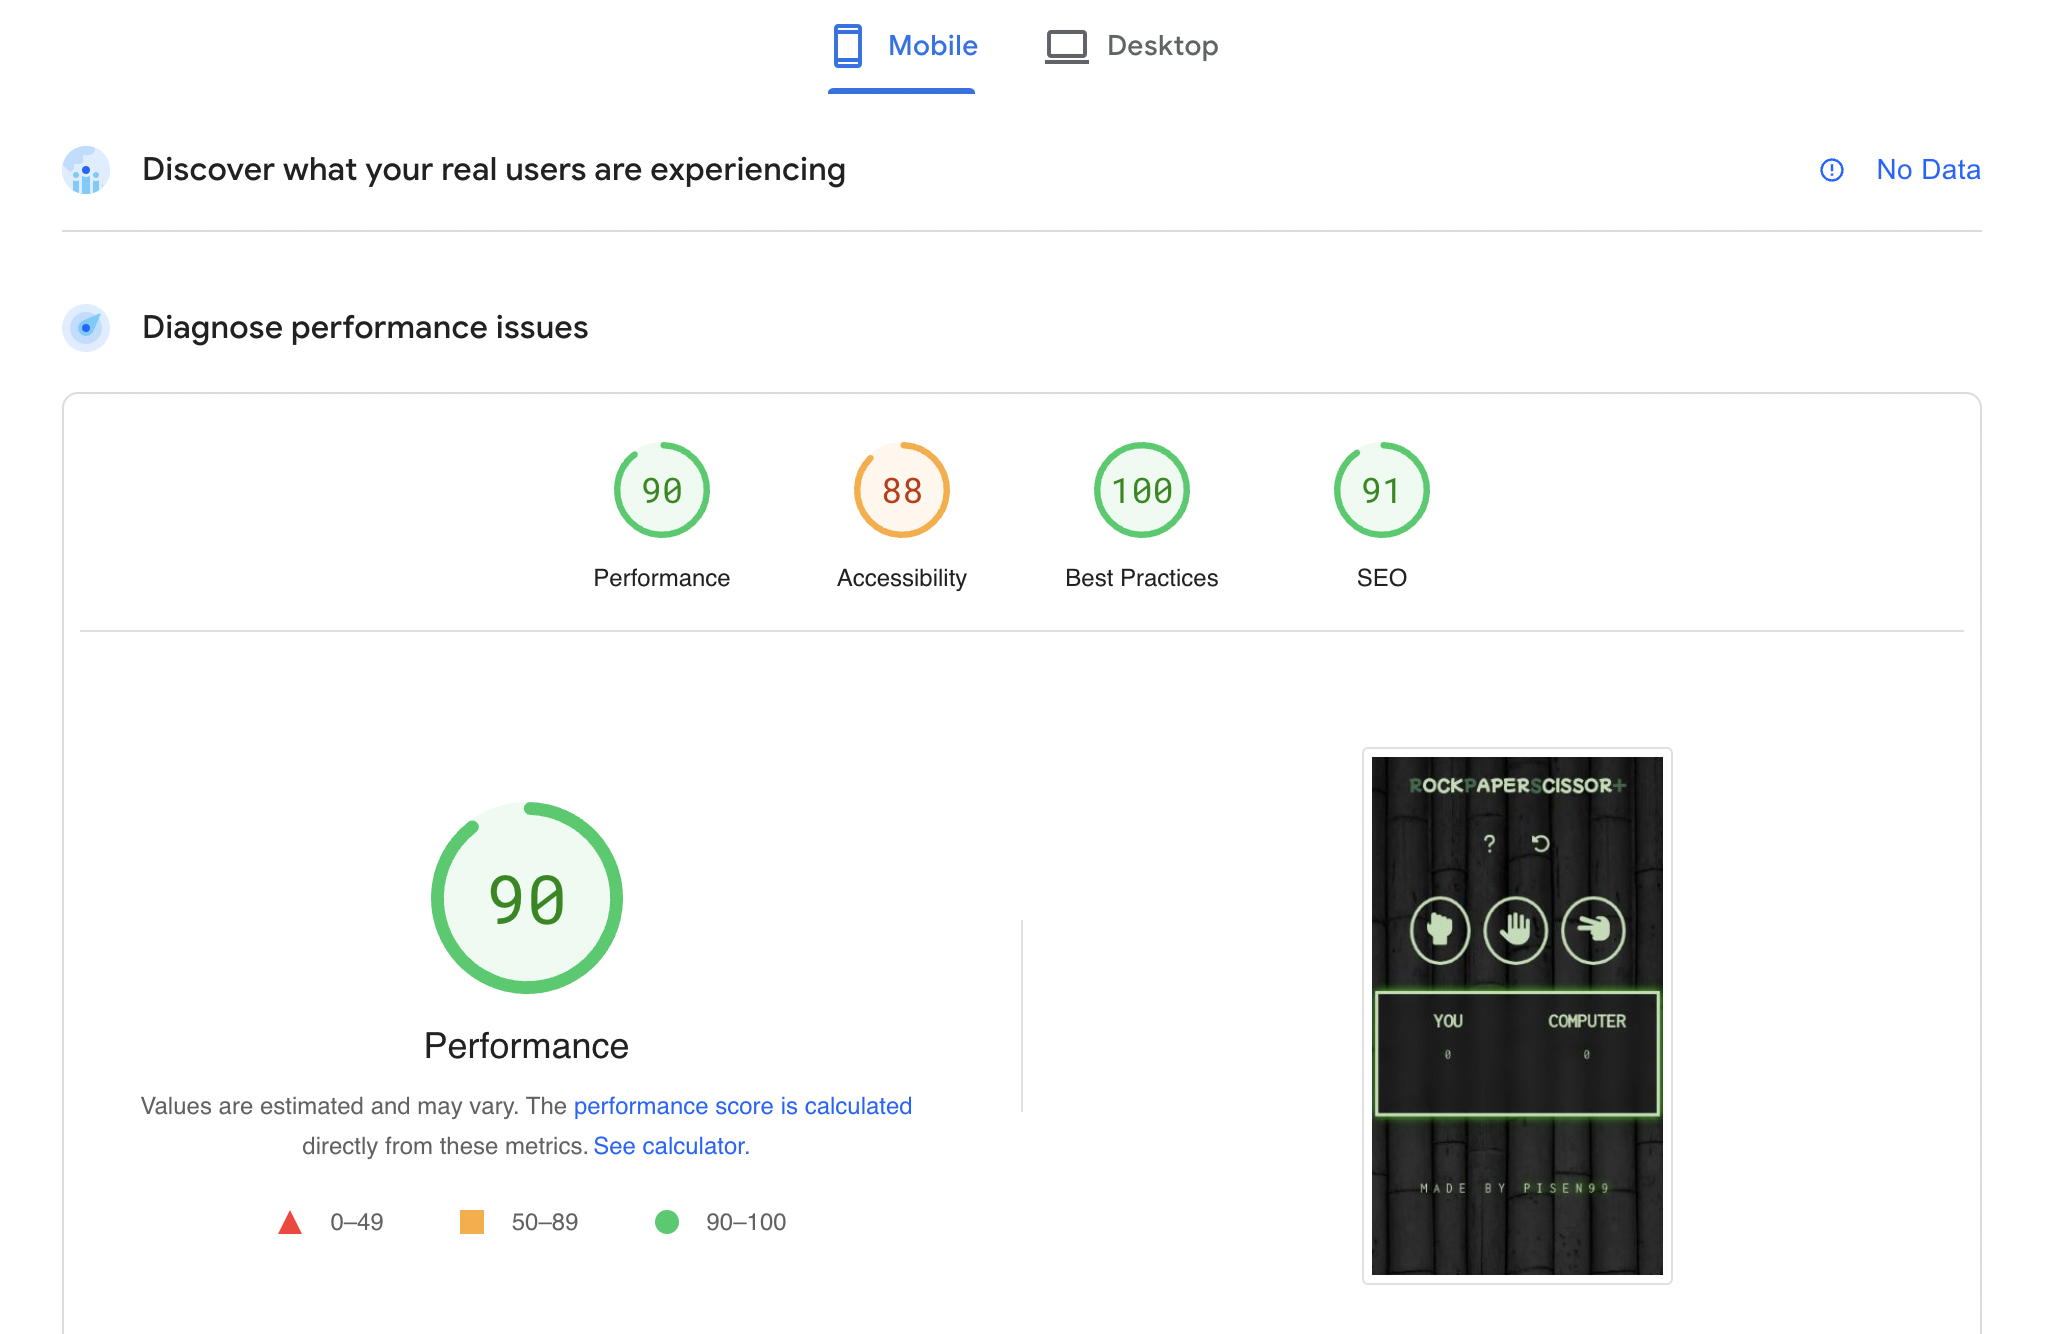 Mobile
Desktop
Discover what your real users are experiencing
No Data
Diagnose performance issues
90
88
100
91
Performance
Accessibility
Best Practices
SEO
90
Performance
Values are estimated and may vary. The performance score is calculated
directly from these metrics. See calculator.
0–49
50–89
90–100
ROCKPAPERSCISSOR+
?
YOU
COMPUTER
0
0
MADE BY PISEN99